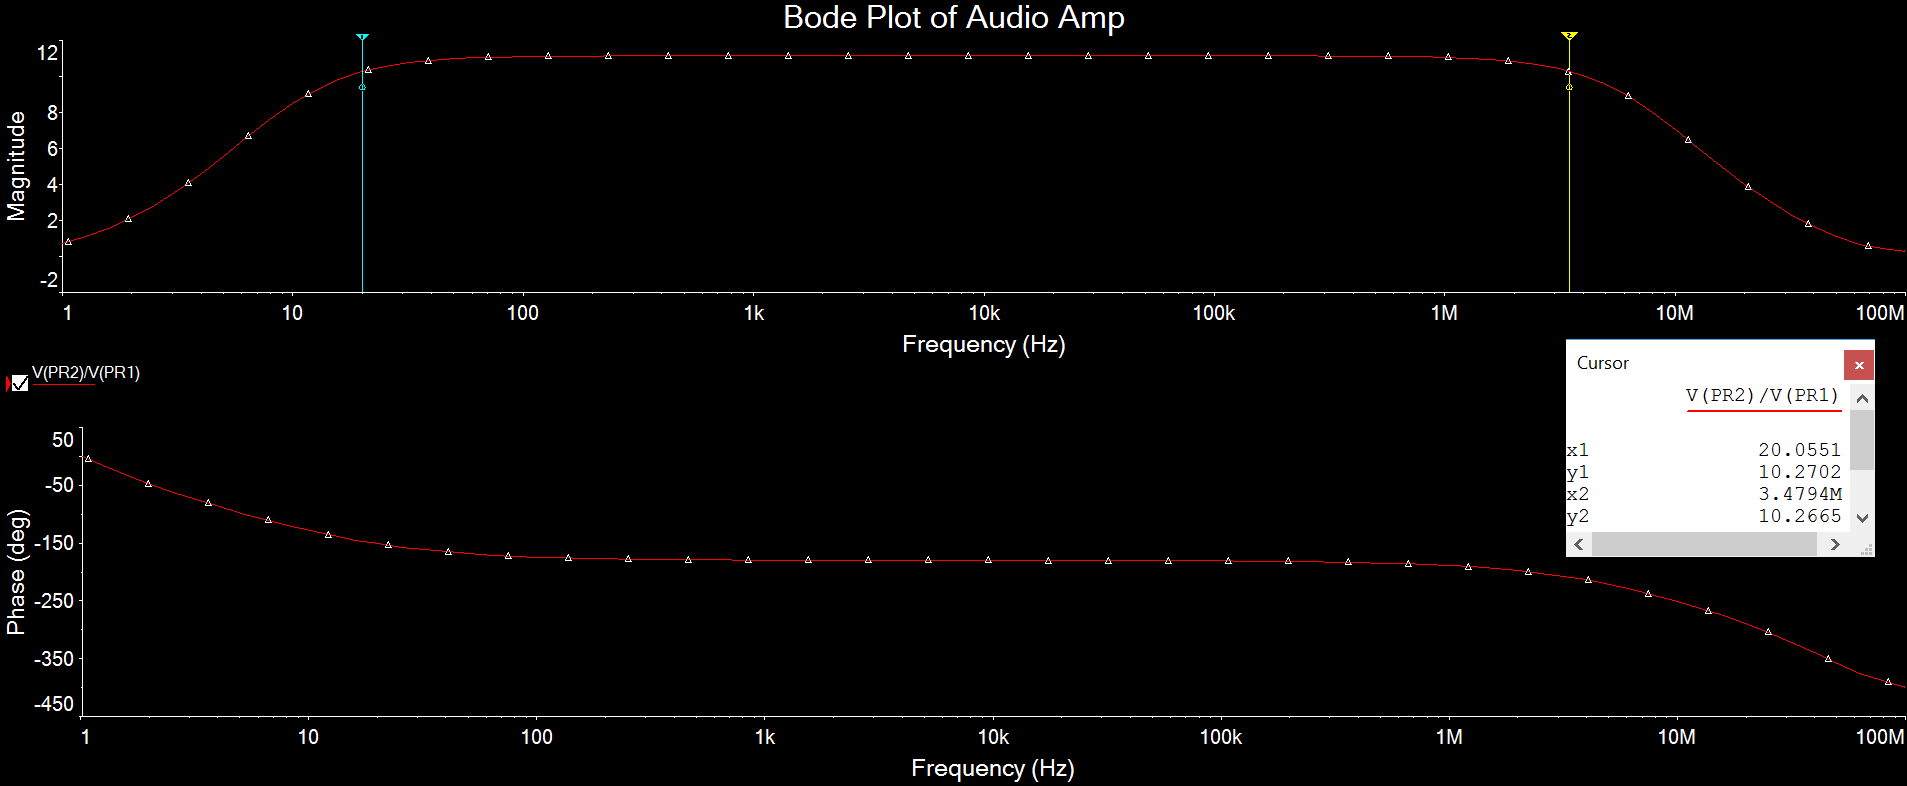 Bode Plot of Audio Amp
12
8
6
4
2
-2
Magnitude
1 10 100 1k 10k 100k 1M 10M 100M
Frequency (Hz)
V(PR2)/V(PR1)
50
-50
-150
-250
-350
-450
Phase (deg)
1 10 100 1k 10k 100k 1M 10M 100M
Frequency (Hz)
Cursor
V(PR2)/V(PR1)
x1 20.0551
y1 10.2702
x2 3.4794M
y2 10.2665